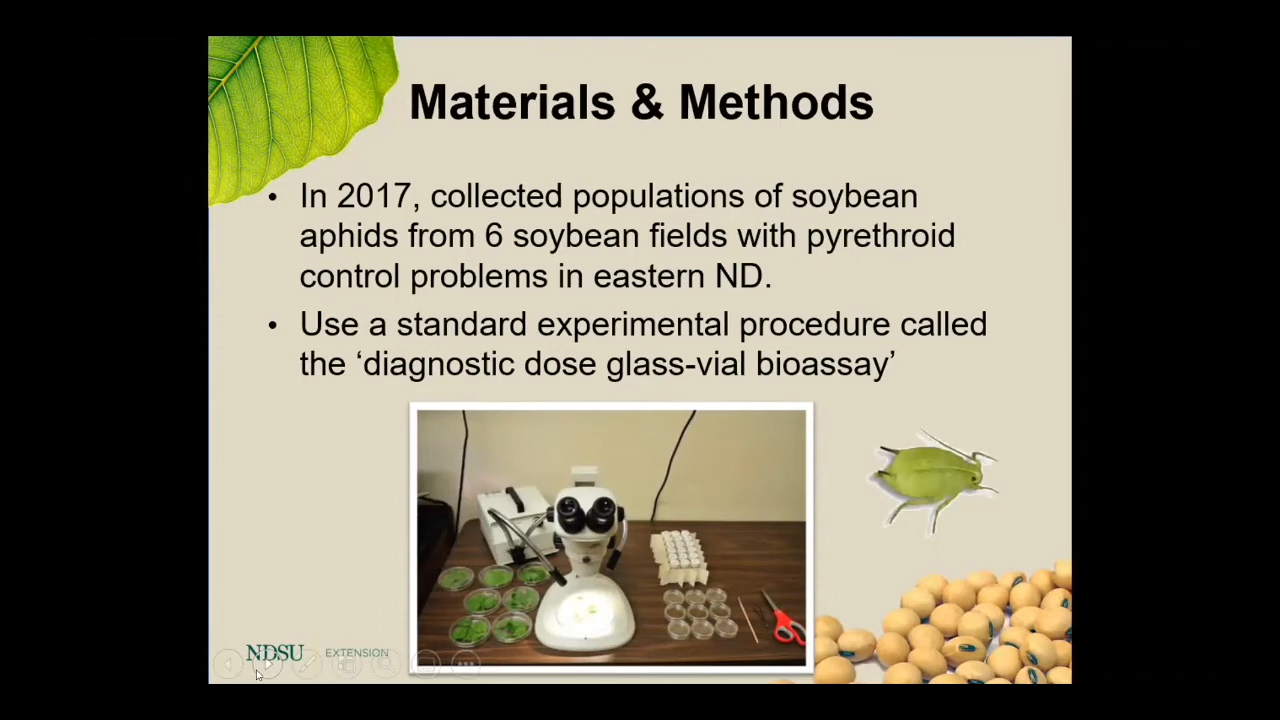 Materials & Methods
• In 2017, collected populations of soybean
aphids from 6 soybean fields with pyrethroid
control problems in eastern ND.
• Use a standard experimental procedure called
the ‘diagnostic dose glass-vial bioassay’
NDSU EXTENSION